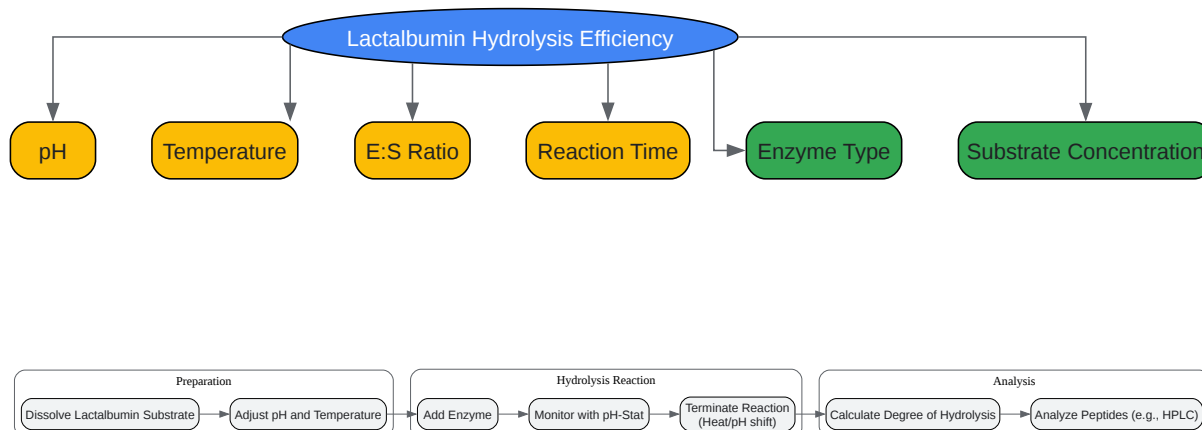 Lactalbumin Hydrolysis Efficiency
pH
Temperature
E:S Ratio
Reaction Time
Enzyme Type
Substrate Concentration
Preparation
Dissolve Lactalbumin Substrate
Adjust pH and Temperature
Hydrolysis Reaction
Add Enzyme
Monitor with pH-Stat
Terminate Reaction
(Heat/pH shift)
Analysis
Calculate Degree of Hydrolysis
Analyze Peptides (e.g., HPLC)